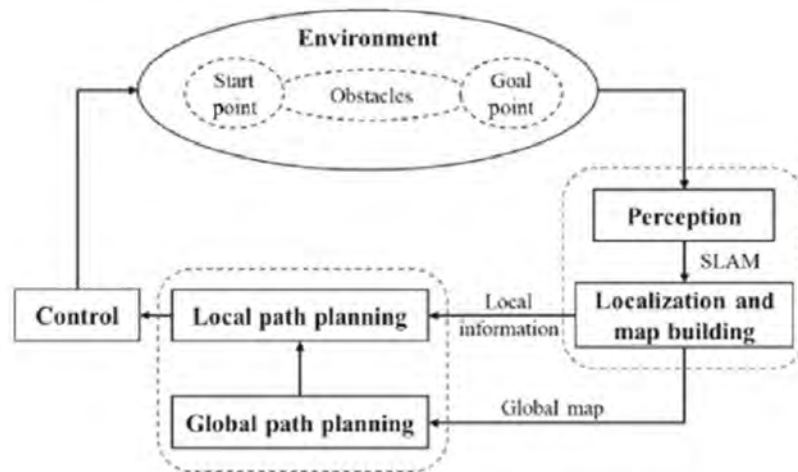 Environment
Start
point
Obstacles
Goal
point
Perception
SLAM
Localization and
map building
Local
information
Local path planning
Control
Global path planning
Global map